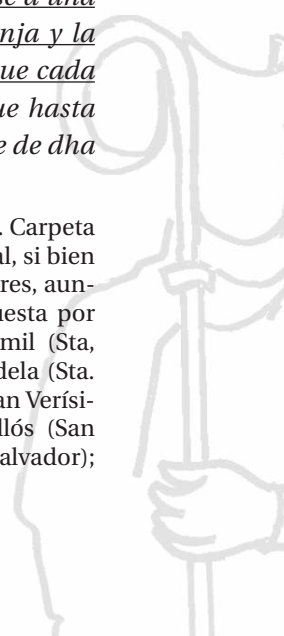 se a una
nja y la
ue cada
ue hasta
e de dha
. Carpeta
al, si bien
res, aun-
uesta por
mil (Sta,
dela (Sta.
an Verísi-
llós (San
alvador);